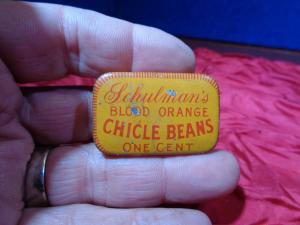 Schulman's
BLOOD ORANGE
CHICLE BEANS
ONE CENT